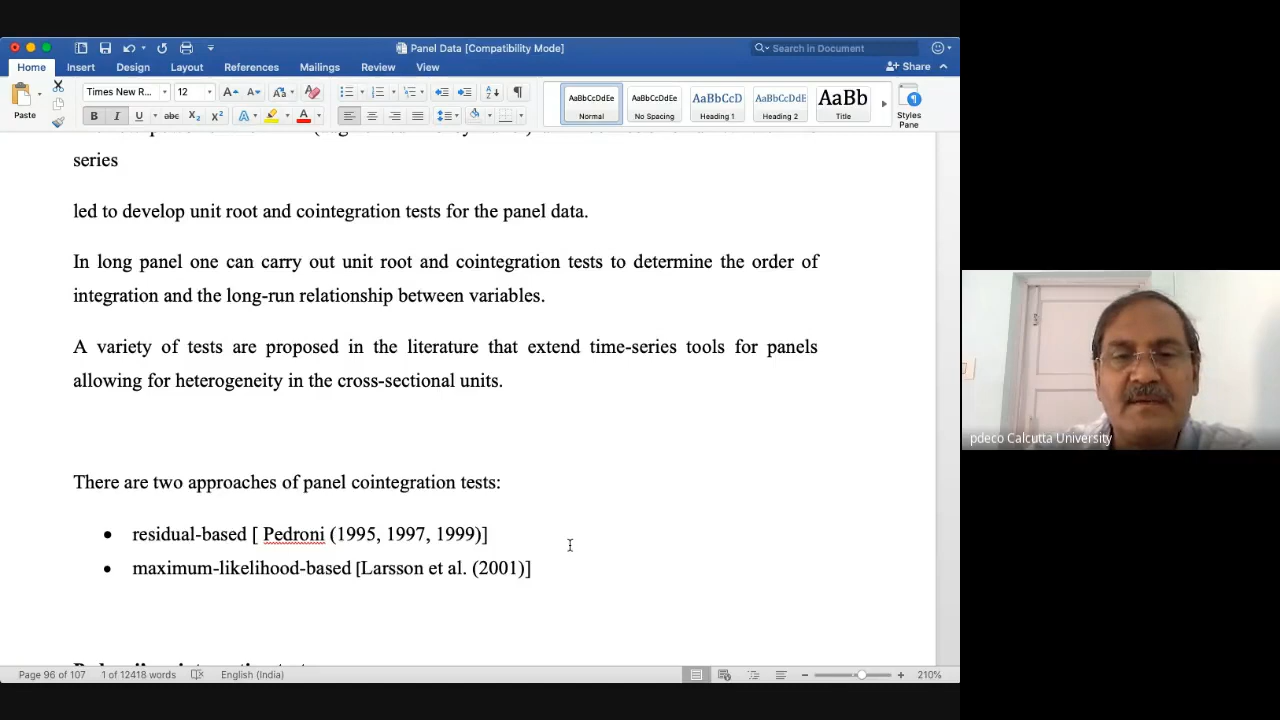 Panel Data [Compatibility Mode]
Search in Document
Home Insert Design Layout References Mailings Review View
Share
Paste
Times New R... 12
AaBbCcDdEe AaBbCcDdEe AaBbCcD AaBbCcDdE AaBb
Normal No Spacing Heading 1 Heading 2 Title
Styles
Pane
series
led to develop unit root and cointegration tests for the panel data.
In long panel one can carry out unit root and cointegration tests to determine the order of
integration and the long-run relationship between variables.
A variety of tests are proposed in the literature that extend time-series tools for panels
allowing for heterogeneity in the cross-sectional units.
There are two approaches of panel cointegration tests:
• residual-based [ Pedroni (1995, 1997, 1999)]
• maximum-likelihood-based [Larsson et al. (2001)]
Page 96 of 107 1 of 12418 words English (India) 210%
pdeco Calcutta University